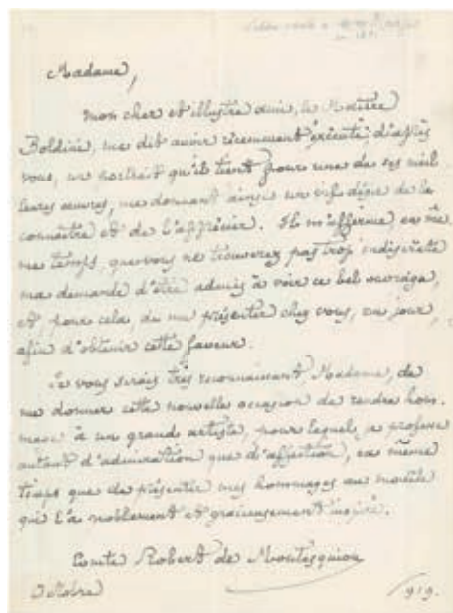 Madame,
mon cher et illustre ami, le Maître
Boldini, me dit avoir récemment exécuté, d'après
vous, un portrait qu'il tient pour une de ses meil
leures œuvres, me donnant ainsi un vif désir de le
connaître et de l'apprécier. Il m'affirme, en mê
me temps, que vous ne trouverez pas trop indiscrète
ma demande d'être admis à voir ce bel ouvrage,
et pour cela, de me présenter chez vous, un jour,
afin d'obtenir cette faveur.
Je vous serais très reconnaissant, Madame, de
me donner cette nouvelle occasion de rendre hom
mage à un grand artiste, pour lequel je professe
autant d'admiration que d'affection, en même
temps que de présenter mes hommages au modèle
qui l'a noblement et gracieusement inspiré.
Comte Robert de Montesquiou
Octobre 1919.